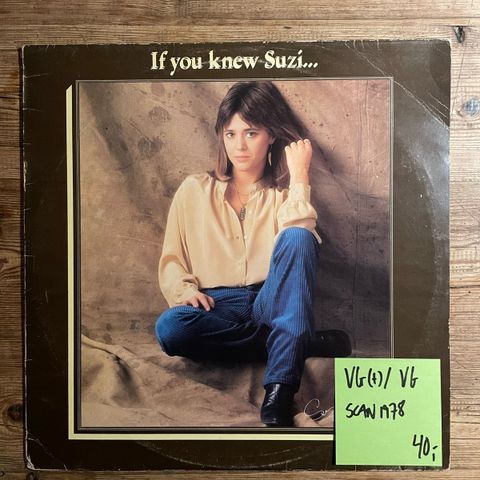 If you knew Suzi...
VG(+)/ VG
SCAN 1978
40,-